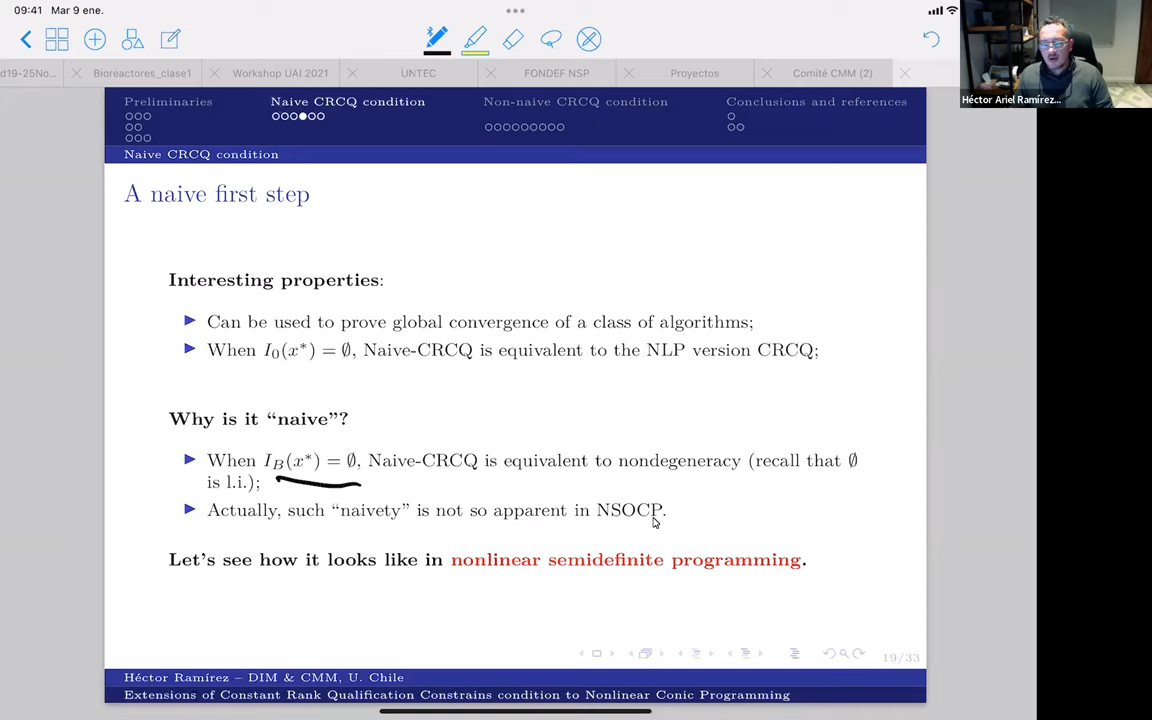 09:41 Mar 9 ene.
d19-25No...
Bioreactores_clase1
Workshop UAI 2021
UNTEC
FONDEF NSP
Proyectos
Comité CMM (2)
Héctor Ariel Ramírez...
Preliminaries
Naive CRCQ condition
Non-naive CRCQ condition
Conclusions and references
Naive CRCQ condition
A naive first step
Interesting properties:
▶ Can be used to prove global convergence of a class of algorithms;
▶ When I₀(x*) = ∅, Naive-CRCQ is equivalent to the NLP version CRCQ;
Why is it “naive”?
▶ When I_B(x*) = ∅, Naive-CRCQ is equivalent to nondegeneracy (recall that ∅
is l.i.);
▶ Actually, such “naivety” is not so apparent in NSOCP.
Let's see how it looks like in nonlinear semidefinite programming.
19/33
Héctor Ramírez – DIM & CMM, U. Chile
Extensions of Constant Rank Qualification Constrains condition to Nonlinear Conic Programming